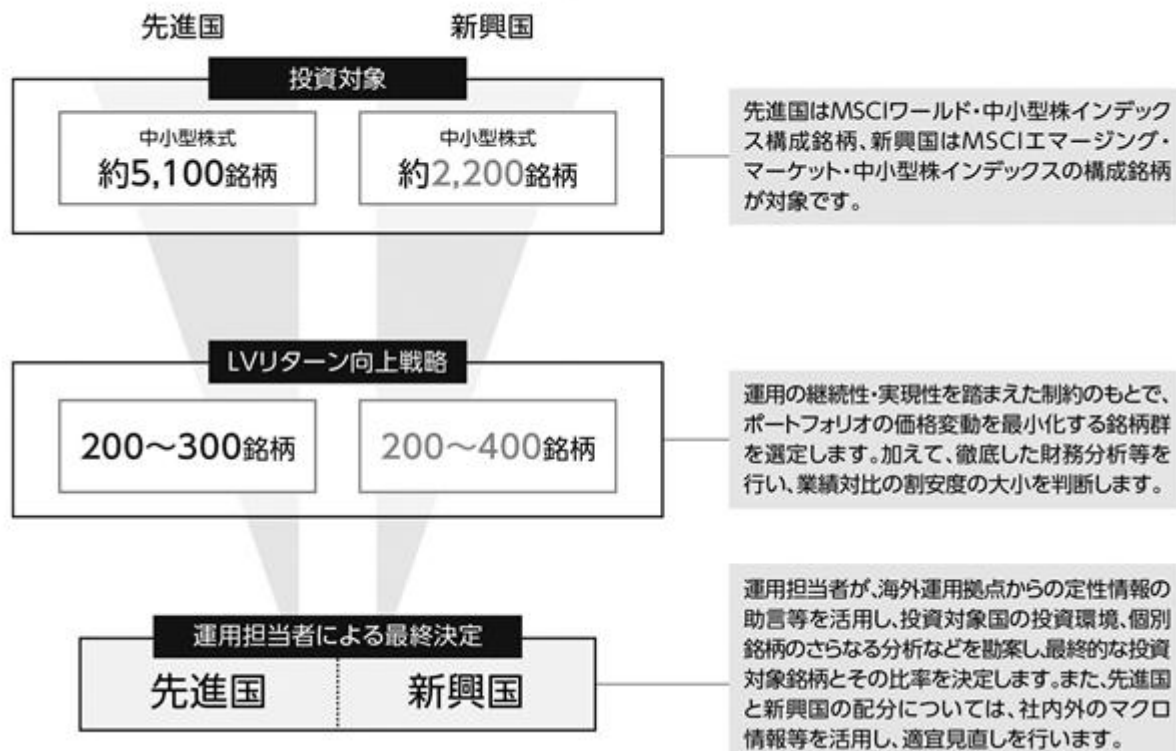 先進国
新興国
投資対象
中小型株式
約5,100銘柄
中小型株式
約2,200銘柄
先進国はMSCIワールド・中小型株インデック
ス構成銘柄、新興国はMSCIエマージング・
マーケット・中小型株インデックスの構成銘柄
が対象です。
LVリターン向上戦略
200～300銘柄
200～400銘柄
運用の継続性・実現性を踏まえた制約のもとで、
ポートフォリオの価格変動を最小化する銘柄群
を選定します。加えて、徹底した財務分析等を
行い、業績対比の割安度の大小を判断します。
運用担当者による最終決定
先進国
新興国
運用担当者が、海外運用拠点からの定性情報の
助言等を活用し、投資対象国の投資環境、個別
銘柄のさらなる分析などを勘案し、最終的な投資
対象銘柄とその比率を決定します。また、先進国
と新興国の配分については、社内外のマクロ
情報等を活用し、適宜見直しを行います。